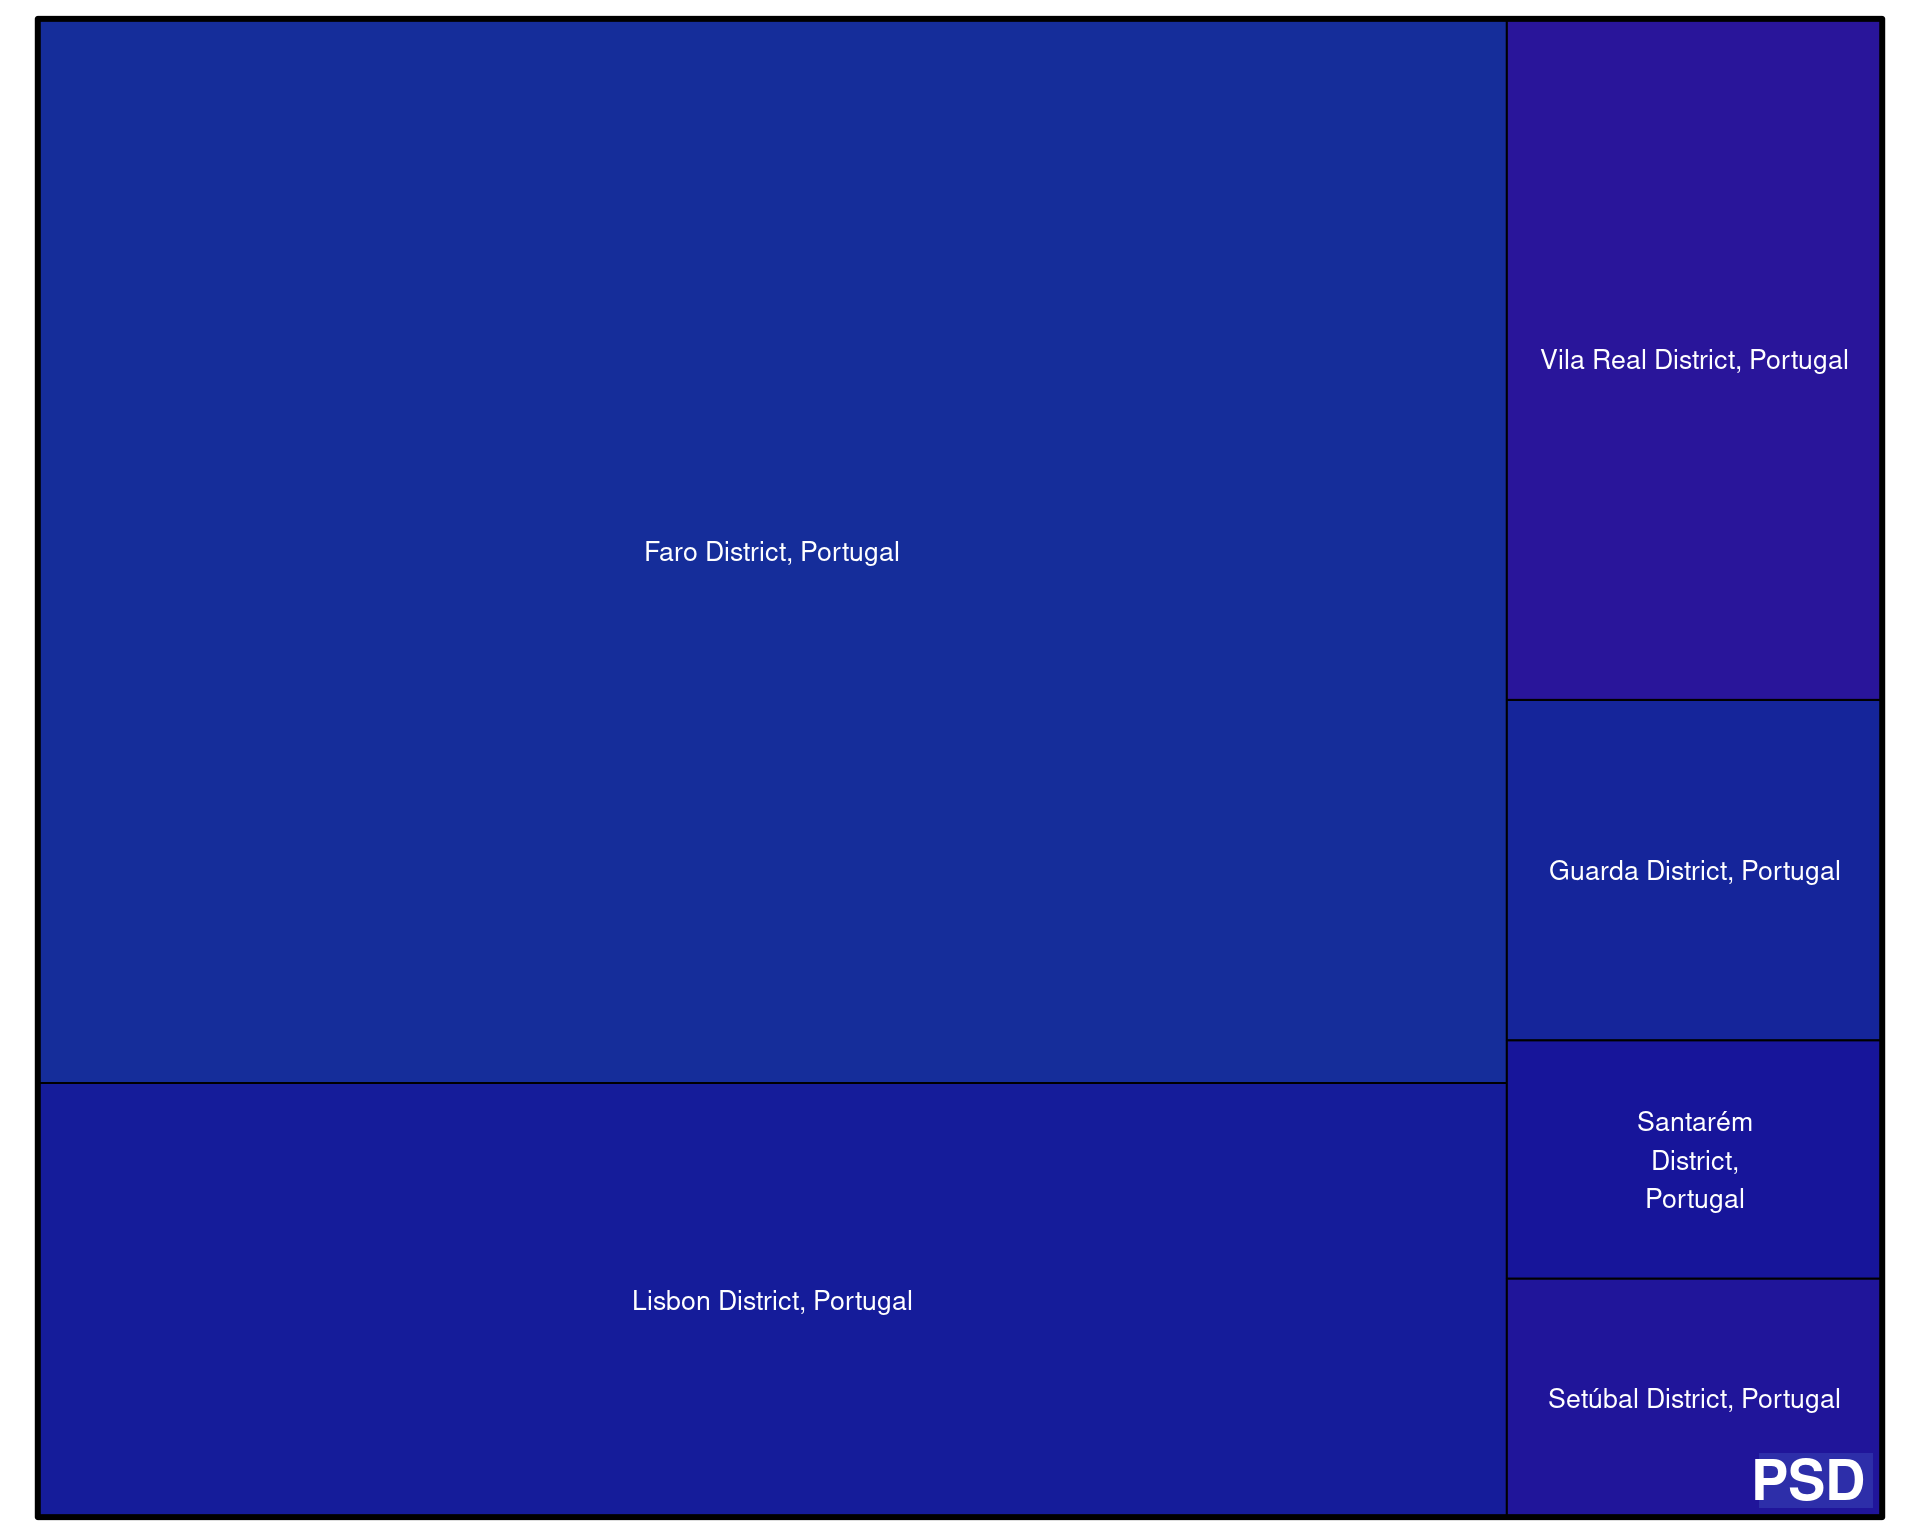 Faro District, Portugal
Lisbon District, Portugal
Vila Real District, Portugal
Guarda District, Portugal
Santarém
District,
Portugal
Setúbal District, Portugal
PSD